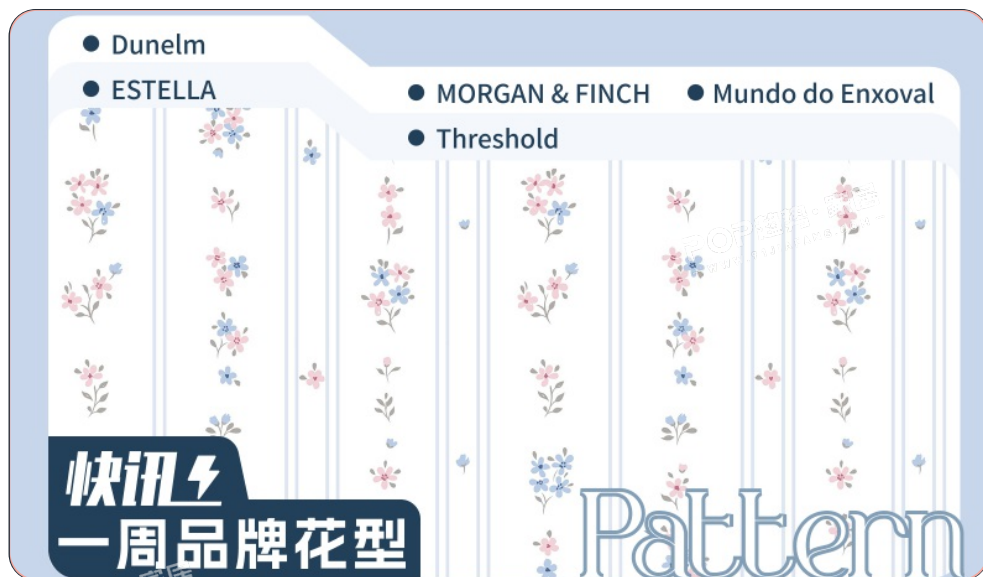 Dunelm
ESTELLA
MORGAN & FINCH
Mundo do Enxoval
Threshold
快讯
一周品牌花型
Pattern